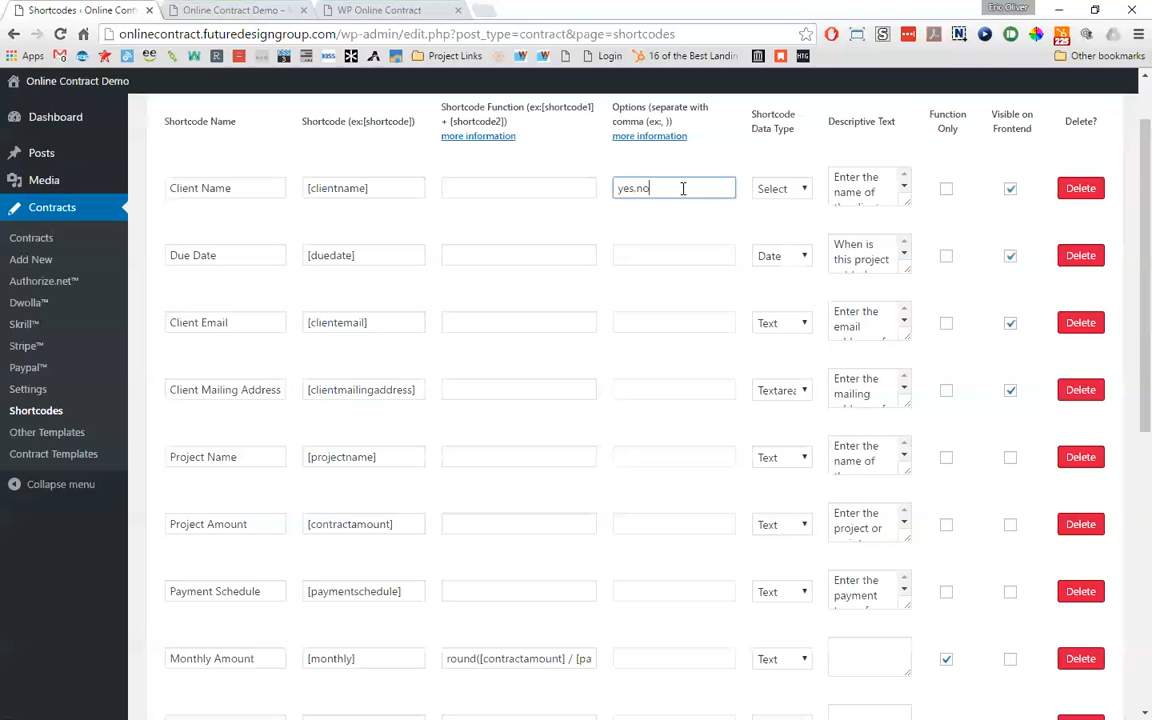 Shortcodes ‹ Online Cont
Online Contract Demo –
WP Online Contract
Eric Oliver
onlinecontract.futuredesigngroup.com/wp-admin/edit.php?post_type=contract&page=shortcodes
Apps
Project Links
Login
16 of the Best Landin
Other bookmarks
225
Online Contract Demo
Dashboard
Posts
Media
Contracts
Contracts
Add New
Authorize.net™
Dwolla™
Skrill™
Stripe™
Paypal™
Settings
Shortcodes
Other Templates
Contract Templates
Collapse menu
Shortcode Name
Shortcode (ex:[shortcode])
Shortcode Function (ex:[shortcode1]
+ [shortcode2])
more information
Options (separate with
comma (ex:, ))
more information
Shortcode
Data Type
Descriptive Text
Function
Only
Visible on
Frontend
Delete?
Client Name
[clientname]
yes.no
Select
Enter the
name of
Delete
Due Date
[duedate]
Date
When is
this project
Delete
Client Email
[clientemail]
Text
Enter the
email
Delete
Client Mailing Address
[clientmailingaddress]
Textarea
Enter the
mailing
Delete
Project Name
[projectname]
Text
Enter the
name of
Delete
Project Amount
[contractamount]
Text
Enter the
project or
Delete
Payment Schedule
[paymentschedule]
Text
Enter the
payment
Delete
Monthly Amount
[monthly]
round([contractamount] / [pa
Text
Delete